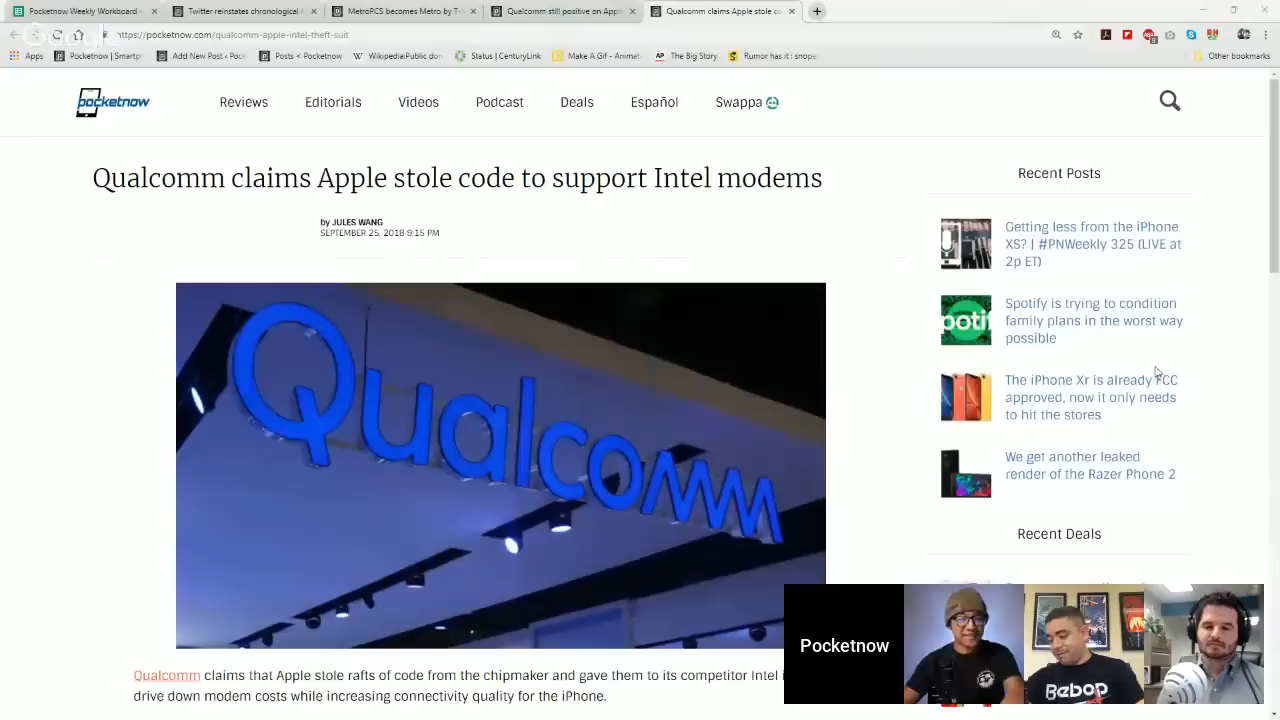 Pocketnow Workbook -
Twitter reinstates chronological
MetroPCS becomes Metro by T-
Qualcomm still positive on Appl
Qualcomm claims Apple stole co
https://pocketnow.com/qualcomm-apple-intel-theft-suit
Apps
Pocketnow | Smartp
Add New Post ‹ Pock
Posts ‹ Pocketnow
WikipediaPublic don
Status | CenturyLink
Make a Gif - Animat
AP The Big Story
Rumor has it : snope
Other bookmarks
pocketnow
Reviews
Editorials
Videos
Podcast
Deals
Español
Swappa
Qualcomm claims Apple stole code to support Intel modems
by JULES WANG
SEPTEMBER 25, 2018 9:15 PM
Qualcomm
Qualcomm claims that Apple stole rafts of code from the chipmaker and gave them to its competitor Intel
drive down modem costs while increasing connectivity quality for the iPhone.
Recent Posts
Getting less from the iPhone
XS? | #PNWeekly 325 (LIVE at
2p ET)
potif
Spotify is trying to condition
family plans in the worst way
possible
The iPhone Xr is already FCC
approved, now it only needs
to hit the stores
We get another leaked
render of the Razer Phone 2
Recent Deals
Pocketnow
Bebop